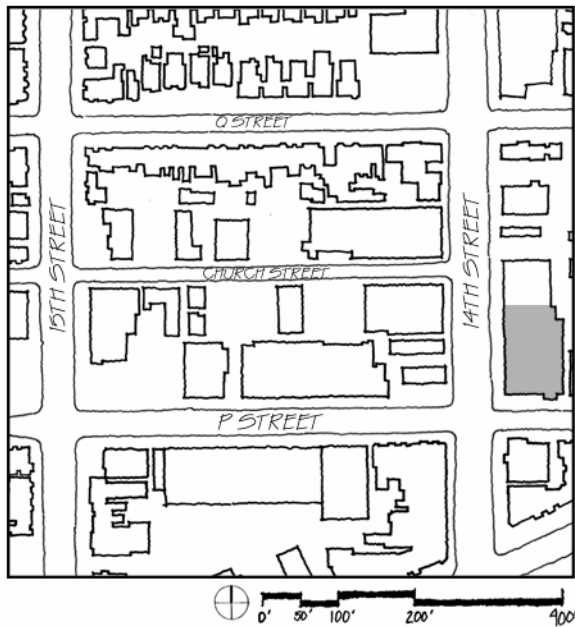 Q STREET
15TH STREET
14TH STREET
CHURCH STREET
P STREET
0' 50' 100' 200' 400'